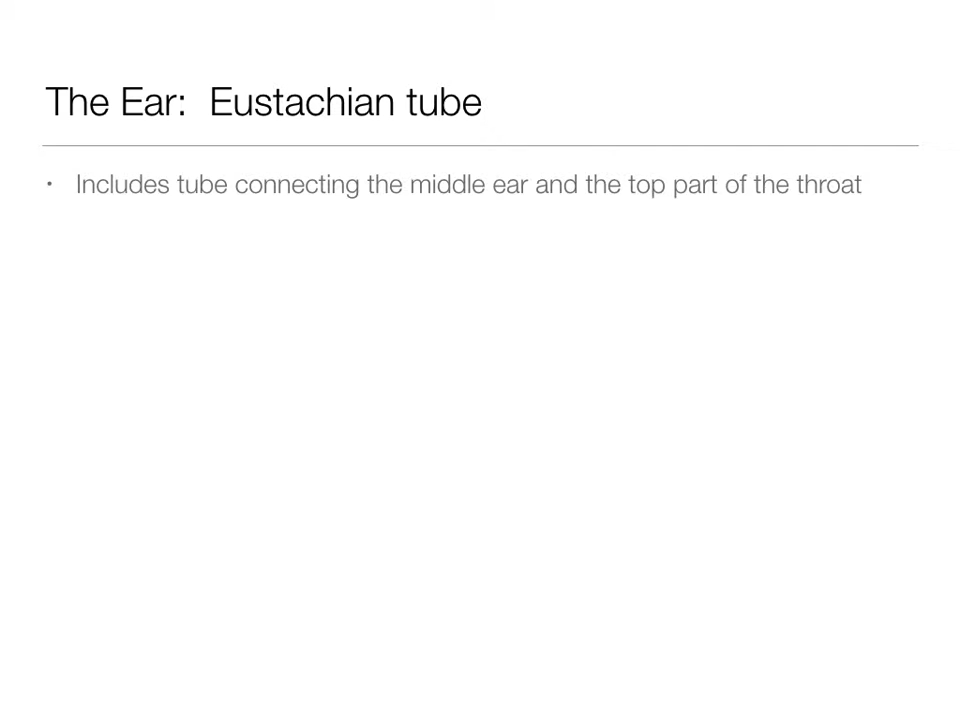 The Ear:  Eustachian tube
• Includes tube connecting the middle ear and the top part of the throat